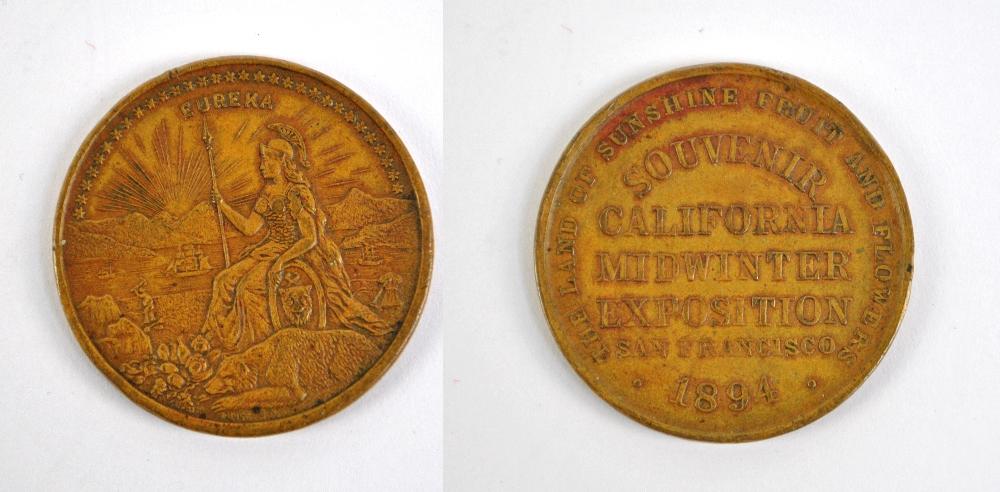 EUREKA
THE LAND OF SUNSHINE FRUIT AND FLOWERS
SOUVENIR
CALIFORNIA
MIDWINTER
EXPOSITION
SAN FRANCISCO
1894